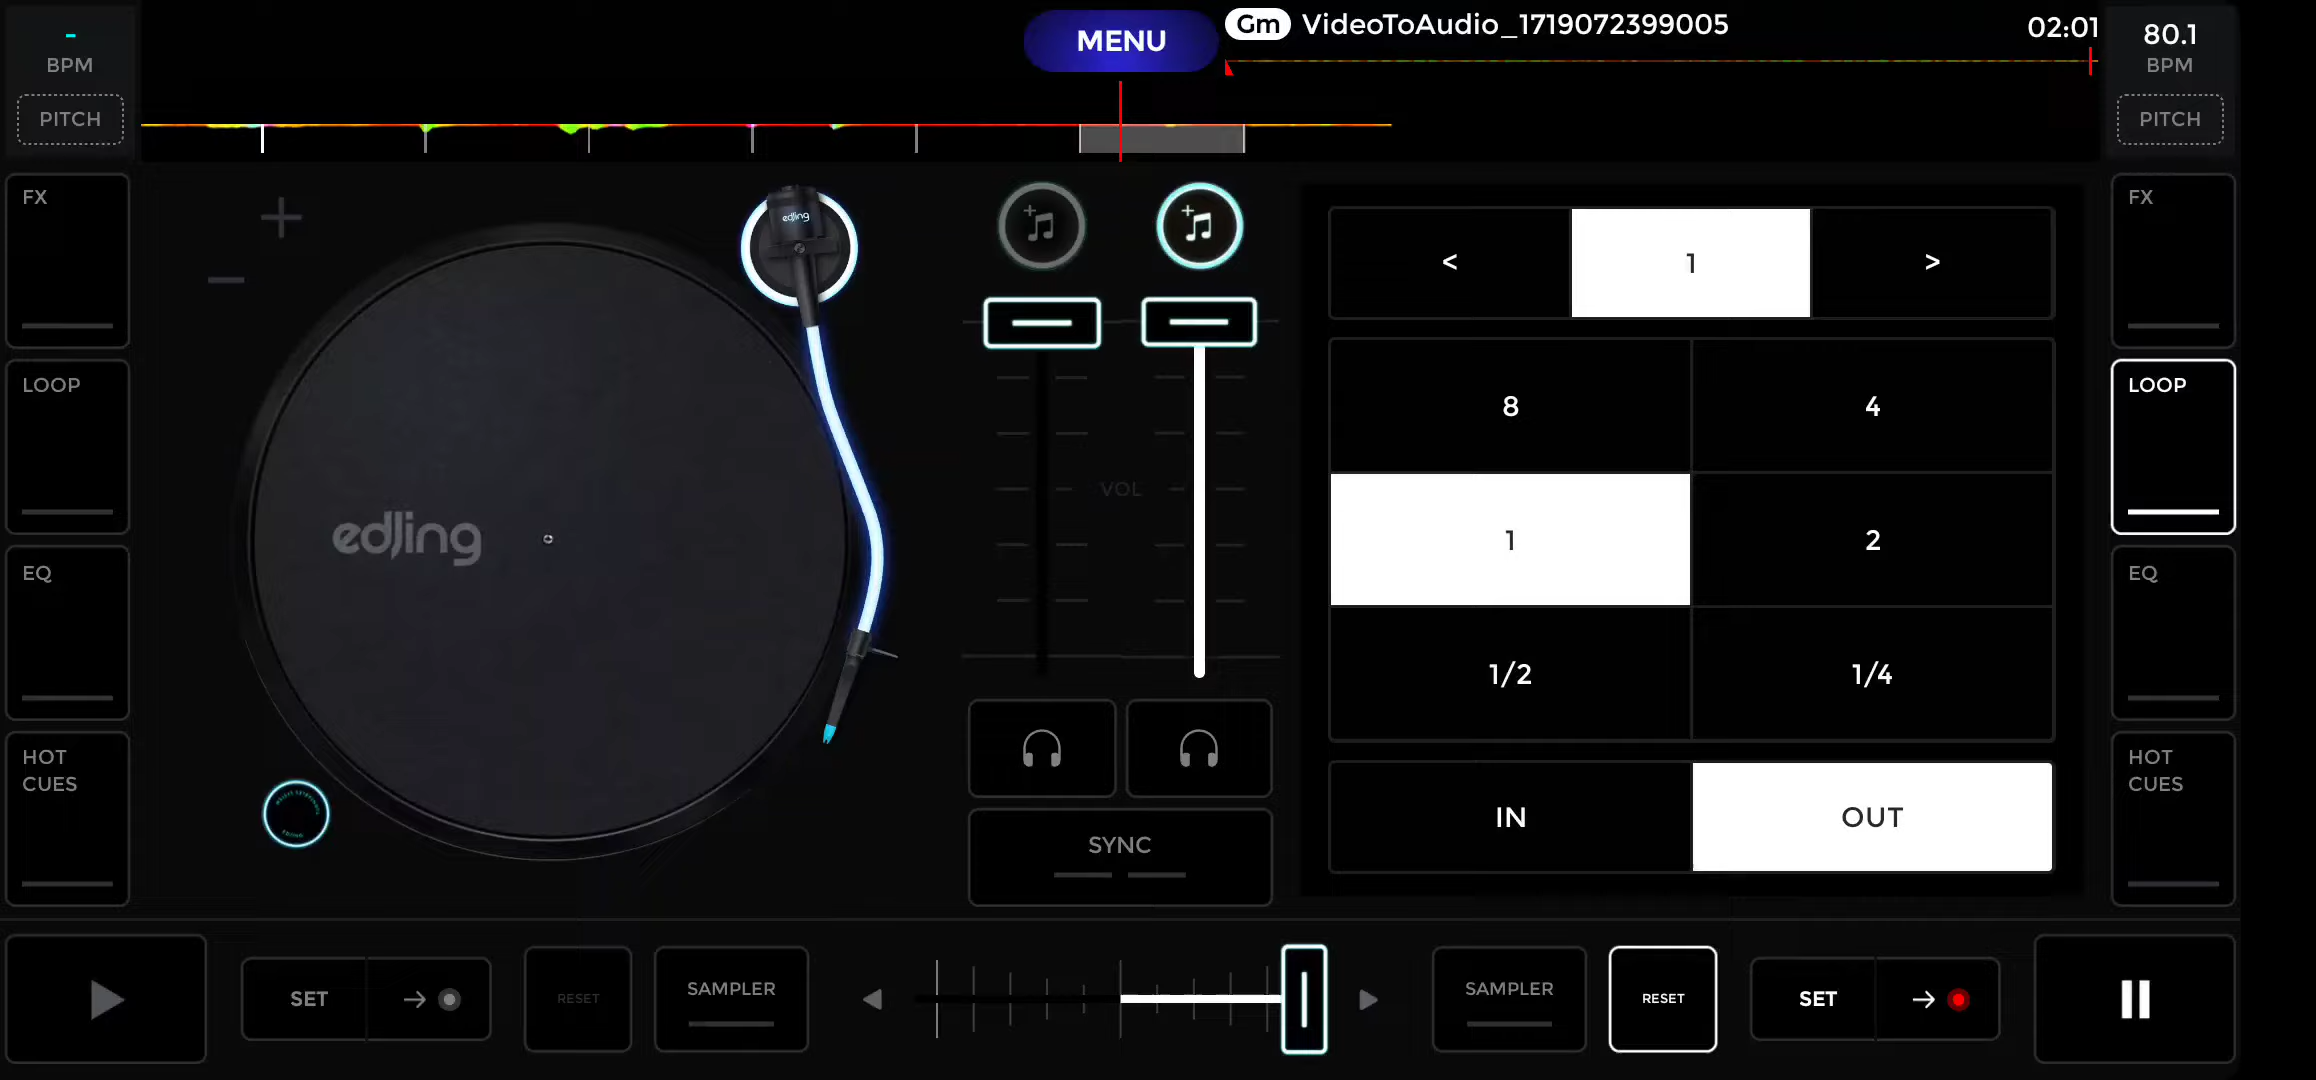 -
BPM
PITCH
MENU
Gm VideoToAudio_1719072399005
02:01
80.1
BPM
PITCH
FX
LOOP
EQ
HOT
CUES
edjing
edjing
VOL
SYNC
< 1 >
8 4
1 2
1/2 1/4
IN OUT
FX
LOOP
EQ
HOT
CUES
SET
RESET
SAMPLER
SAMPLER
RESET
SET